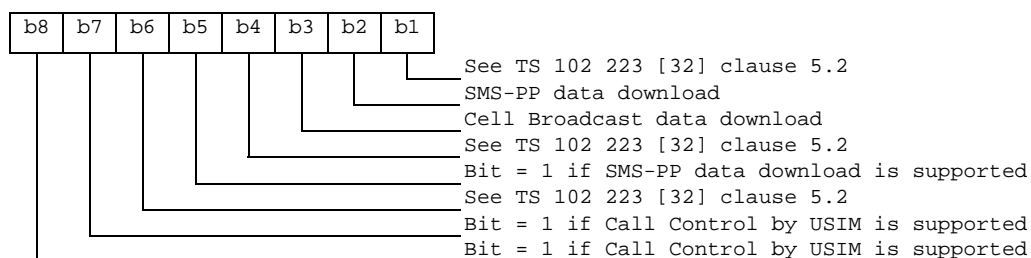 b8 b7 b6 b5 b4 b3 b2 b1
See TS 102 223 [32] clause 5.2
SMS-PP data download
Cell Broadcast data download
See TS 102 223 [32] clause 5.2
Bit = 1 if SMS-PP data download is supported
See TS 102 223 [32] clause 5.2
Bit = 1 if Call Control by USIM is supported
Bit = 1 if Call Control by USIM is supported